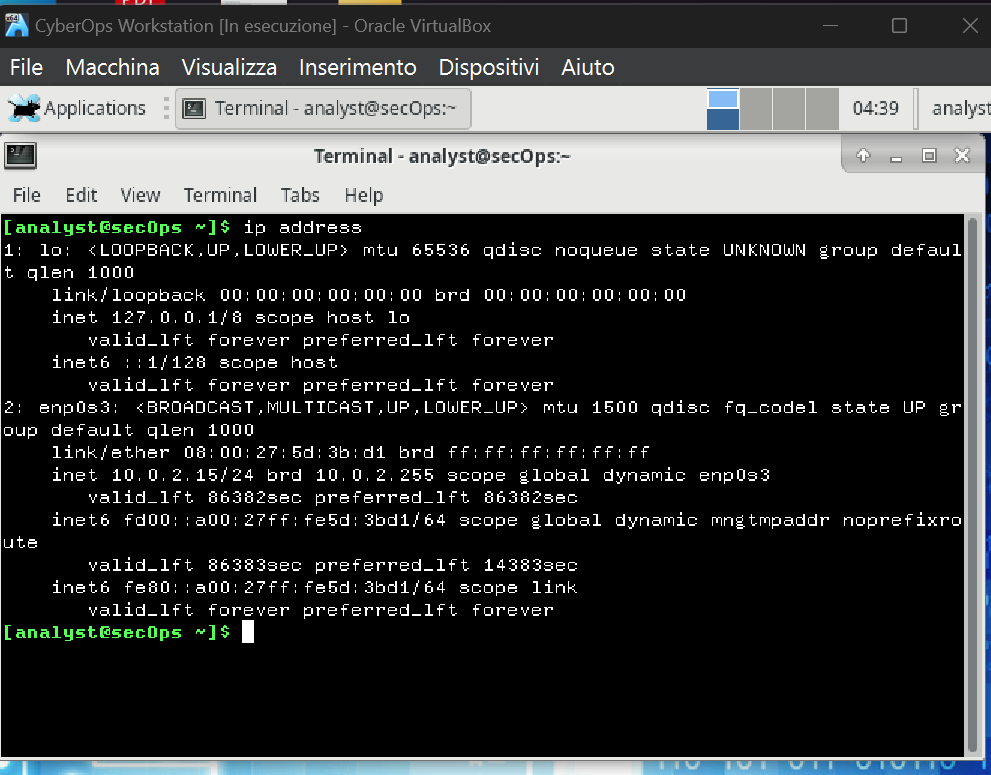 PDF
CyberOps Workstation [In esecuzione] - Oracle VirtualBox
File Macchina Visualizza Inserimento Dispositivi Aiuto
Applications Terminal - analyst@secOps:~ 04:39 analyst
Terminal - analyst@secOps:~
File Edit View Terminal Tabs Help
[analyst@secOps ~]$ ip address
1: lo: <LOOPBACK,UP,LOWER_UP> mtu 65536 qdisc noqueue state UNKNOWN group defaul
t qlen 1000
link/loopback 00:00:00:00:00:00 brd 00:00:00:00:00:00
inet 127.0.0.1/8 scope host lo
valid_lft forever preferred_lft forever
inet6 ::1/128 scope host
valid_lft forever preferred_lft forever
2: enp0s3: <BROADCAST,MULTICAST,UP,LOWER_UP> mtu 1500 qdisc fq_codel state UP gr
oup default qlen 1000
link/ether 08:00:27:5d:3b:d1 brd ff:ff:ff:ff:ff:ff
inet 10.0.2.15/24 brd 10.0.2.255 scope global dynamic enp0s3
valid_lft 86382sec preferred_lft 86382sec
inet6 fd00::a00:27ff:fe5d:3bd1/64 scope global dynamic mngtmpaddr noprefixro
ute
valid_lft 86383sec preferred_lft 14383sec
inet6 fe80::a00:27ff:fe5d:3bd1/64 scope link
valid_lft forever preferred_lft forever
[analyst@secOps ~]$